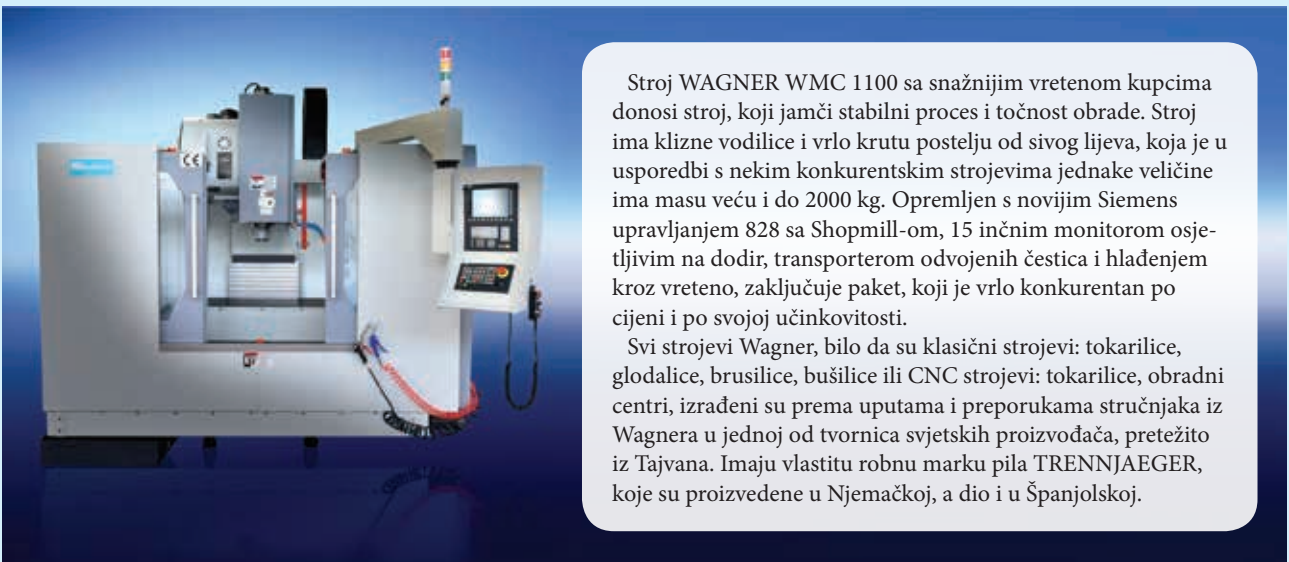 Stroj WAGNER WMC 1100 sa snažnijim vretenom kupcima
donosi stroj, koji jamči stabilni proces i točnost obrade. Stroj
ima klizne vodilice i vrlo krutu postelju od sivog lijeva, koja je u
usporedbi s nekim konkurentskim strojevima jednake veličine
ima masu veću i do 2000 kg. Opremljen s novijim Siemens
upravljanjem 828 sa Shopmill-om, 15 inčnim monitorom osje-
tljivim na dodir, transporterom odvojenih čestica i hlađenjem
kroz vreteno, zaključuje paket, koji je vrlo konkurentan po
cijeni i po svojoj učinkovitosti.
Svi strojevi Wagner, bilo da su klasični strojevi: tokarilice,
glodalice, brusilice, bušilice ili CNC strojevi: tokarilice, obradni
centri, izrađeni su prema uputama i preporukama stručnjaka iz
Wagnera u jednoj od tvornica svjetskih proizvođača, pretežito
iz Tajvana. Imaju vlastitu robnu marku pila TRENNJAEGER,
koje su proizvedene u Njemačkoj, a dio i u Španjolskoj.
CE